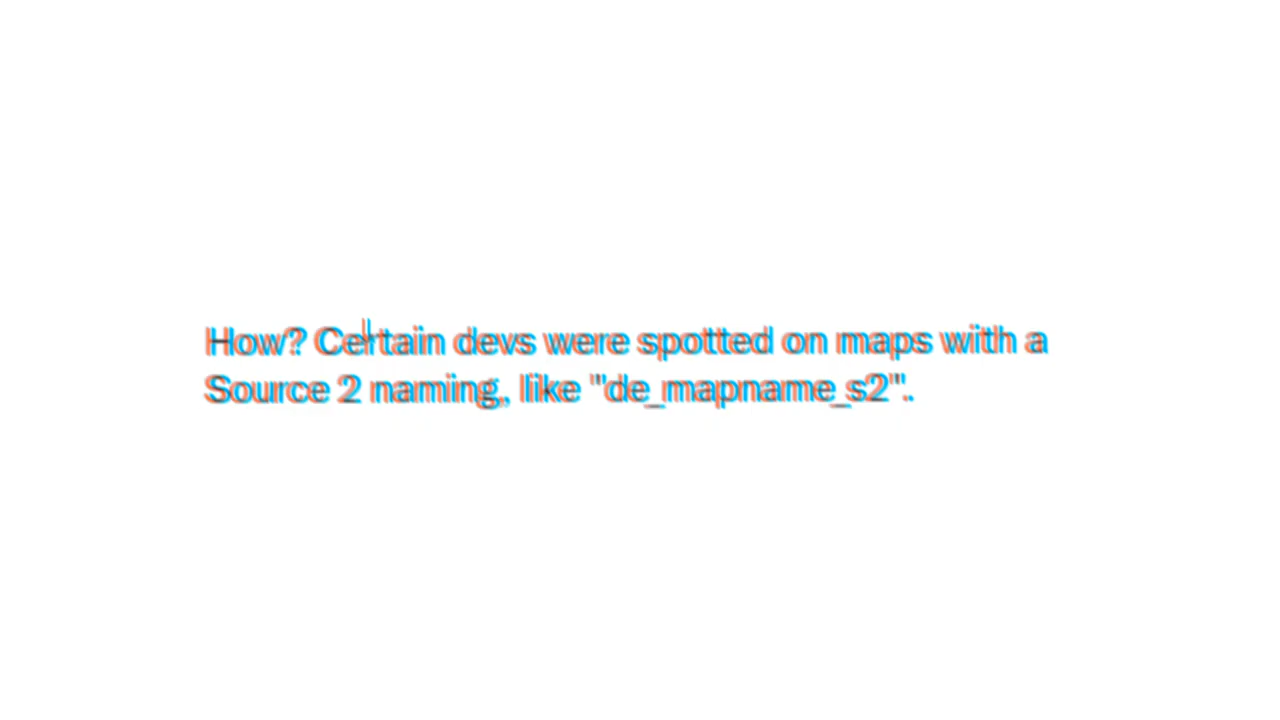 How? Certain devs were spotted on maps with a
Source 2 naming, like "de_mapname_s2".